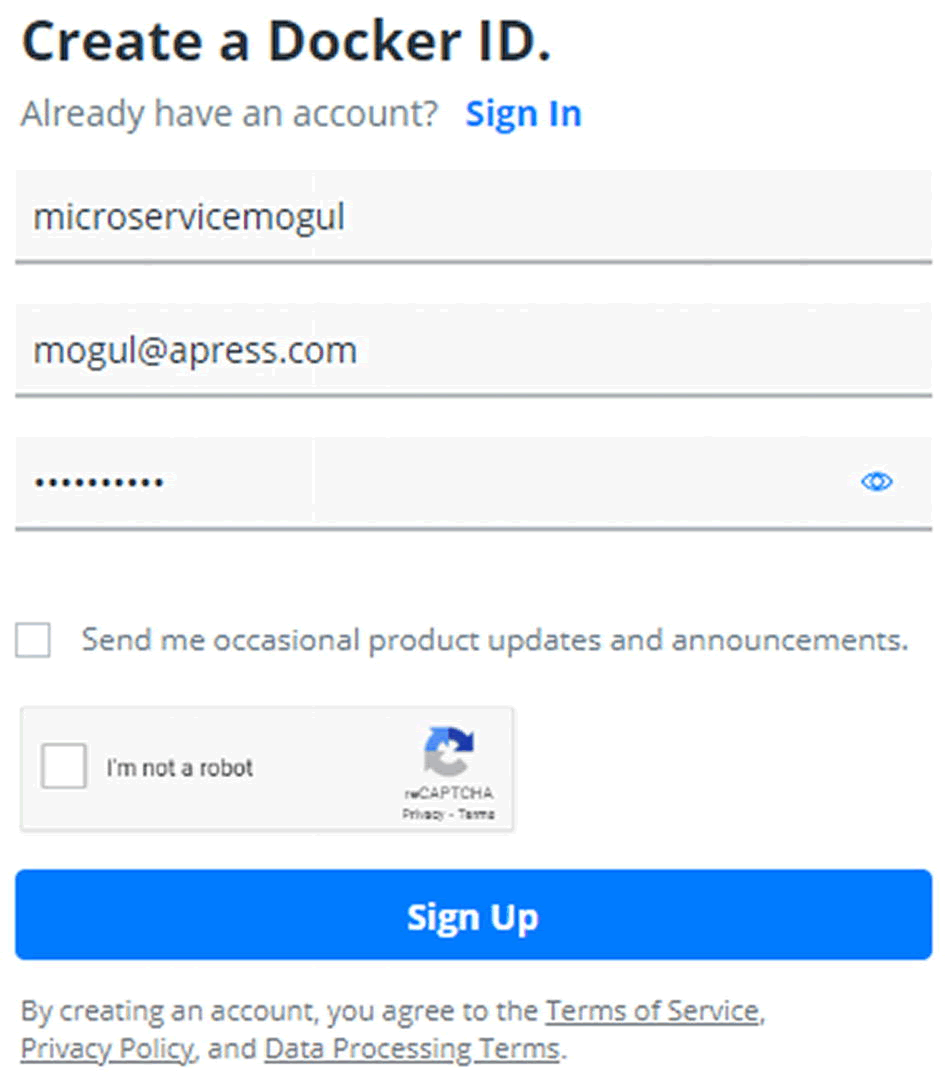 Create a Docker ID.
Already have an account? Sign In
microservicemogul
mogul@apress.com
••••••••••
Send me occasional product updates and announcements.
I'm not a robot
reCAPTCHA
Privacy - Terms
Sign Up
By creating an account, you agree to the Terms of Service,
Privacy Policy, and Data Processing Terms.